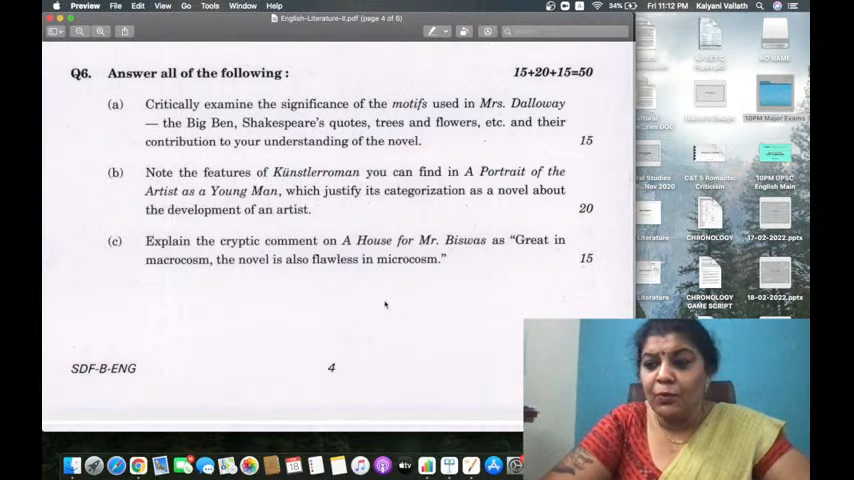 Preview File Edit View Go Tools Window Help
34% Fri 11:12 PM Kalyani Vallath
English-Literature-II.pdf (page 4 of 6)
Q6. Answer all of the following : 15+20+15=50
(a) Critically examine the significance of the motifs used in Mrs. Dalloway
— the Big Ben, Shakespeare's quotes, trees and flowers, etc. and their
contribution to your understanding of the novel. 15
(b) Note the features of Künstlerroman you can find in A Portrait of the
Artist as a Young Man, which justify its categorization as a novel about
the development of an artist. 20
(c) Explain the cryptic comment on A House for Mr. Biswas as "Great in
macrocosm, the novel is also flawless in microcosm." 15
SDF-B-ENG 4
NO NAME
10PM Major Exams
C&T 5 Romantic
Criticism
10PM UPSC
English Main
Nov 2020
CHRONOLOGY
17-02-2022.pptx
CHRONOLOGY
GAME SCRIPT
18-02-2022.pptx
tv